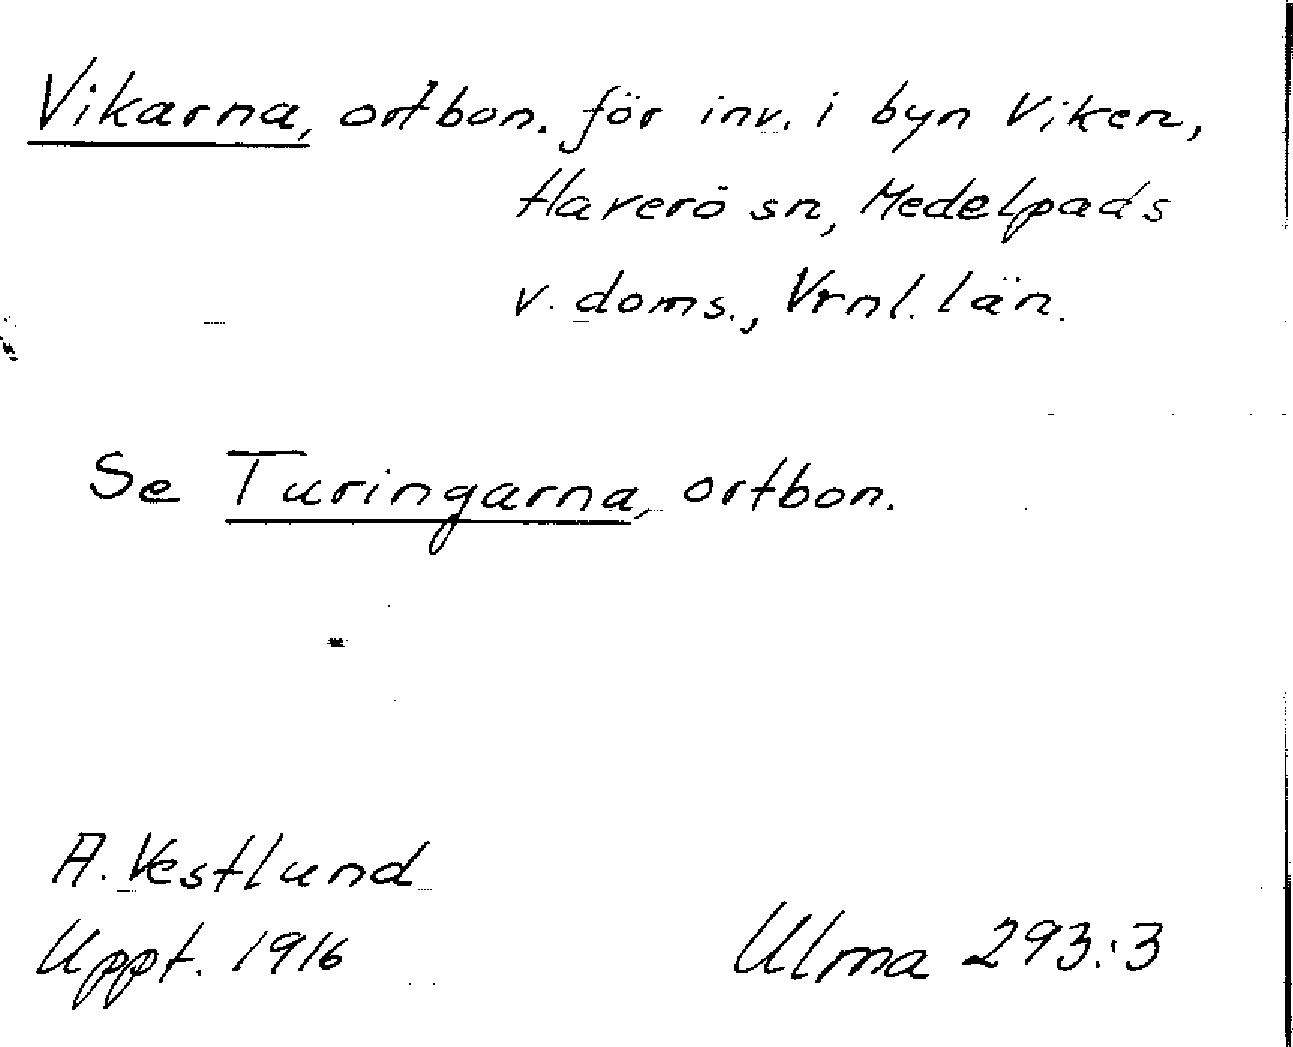 Vikarna, ortbon. för inv. i byn Viken,
Haverö sn, Medelpads
v. doms., Vrnl. län.
Se Turingarna, ortbon.
A. Vestlund
Uppt. 1916
Ulma 293:3